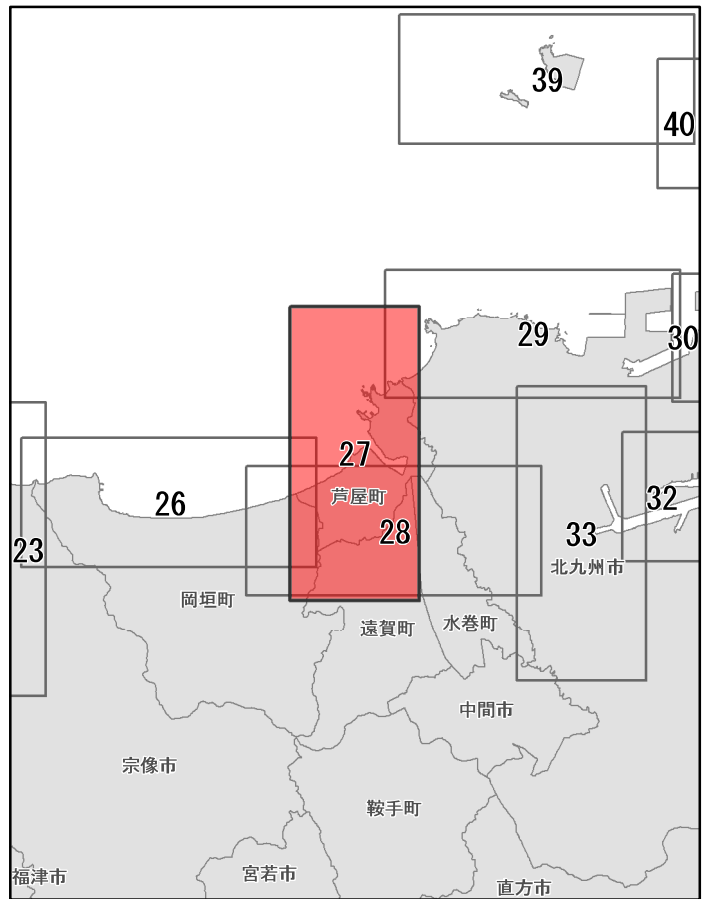 39
40
29
30
27
26
芦屋町
32
28
33
23
北九州市
岡垣町
遠賀町
水巻町
中間市
宗像市
鞍手町
福津市
宮若市
直方市